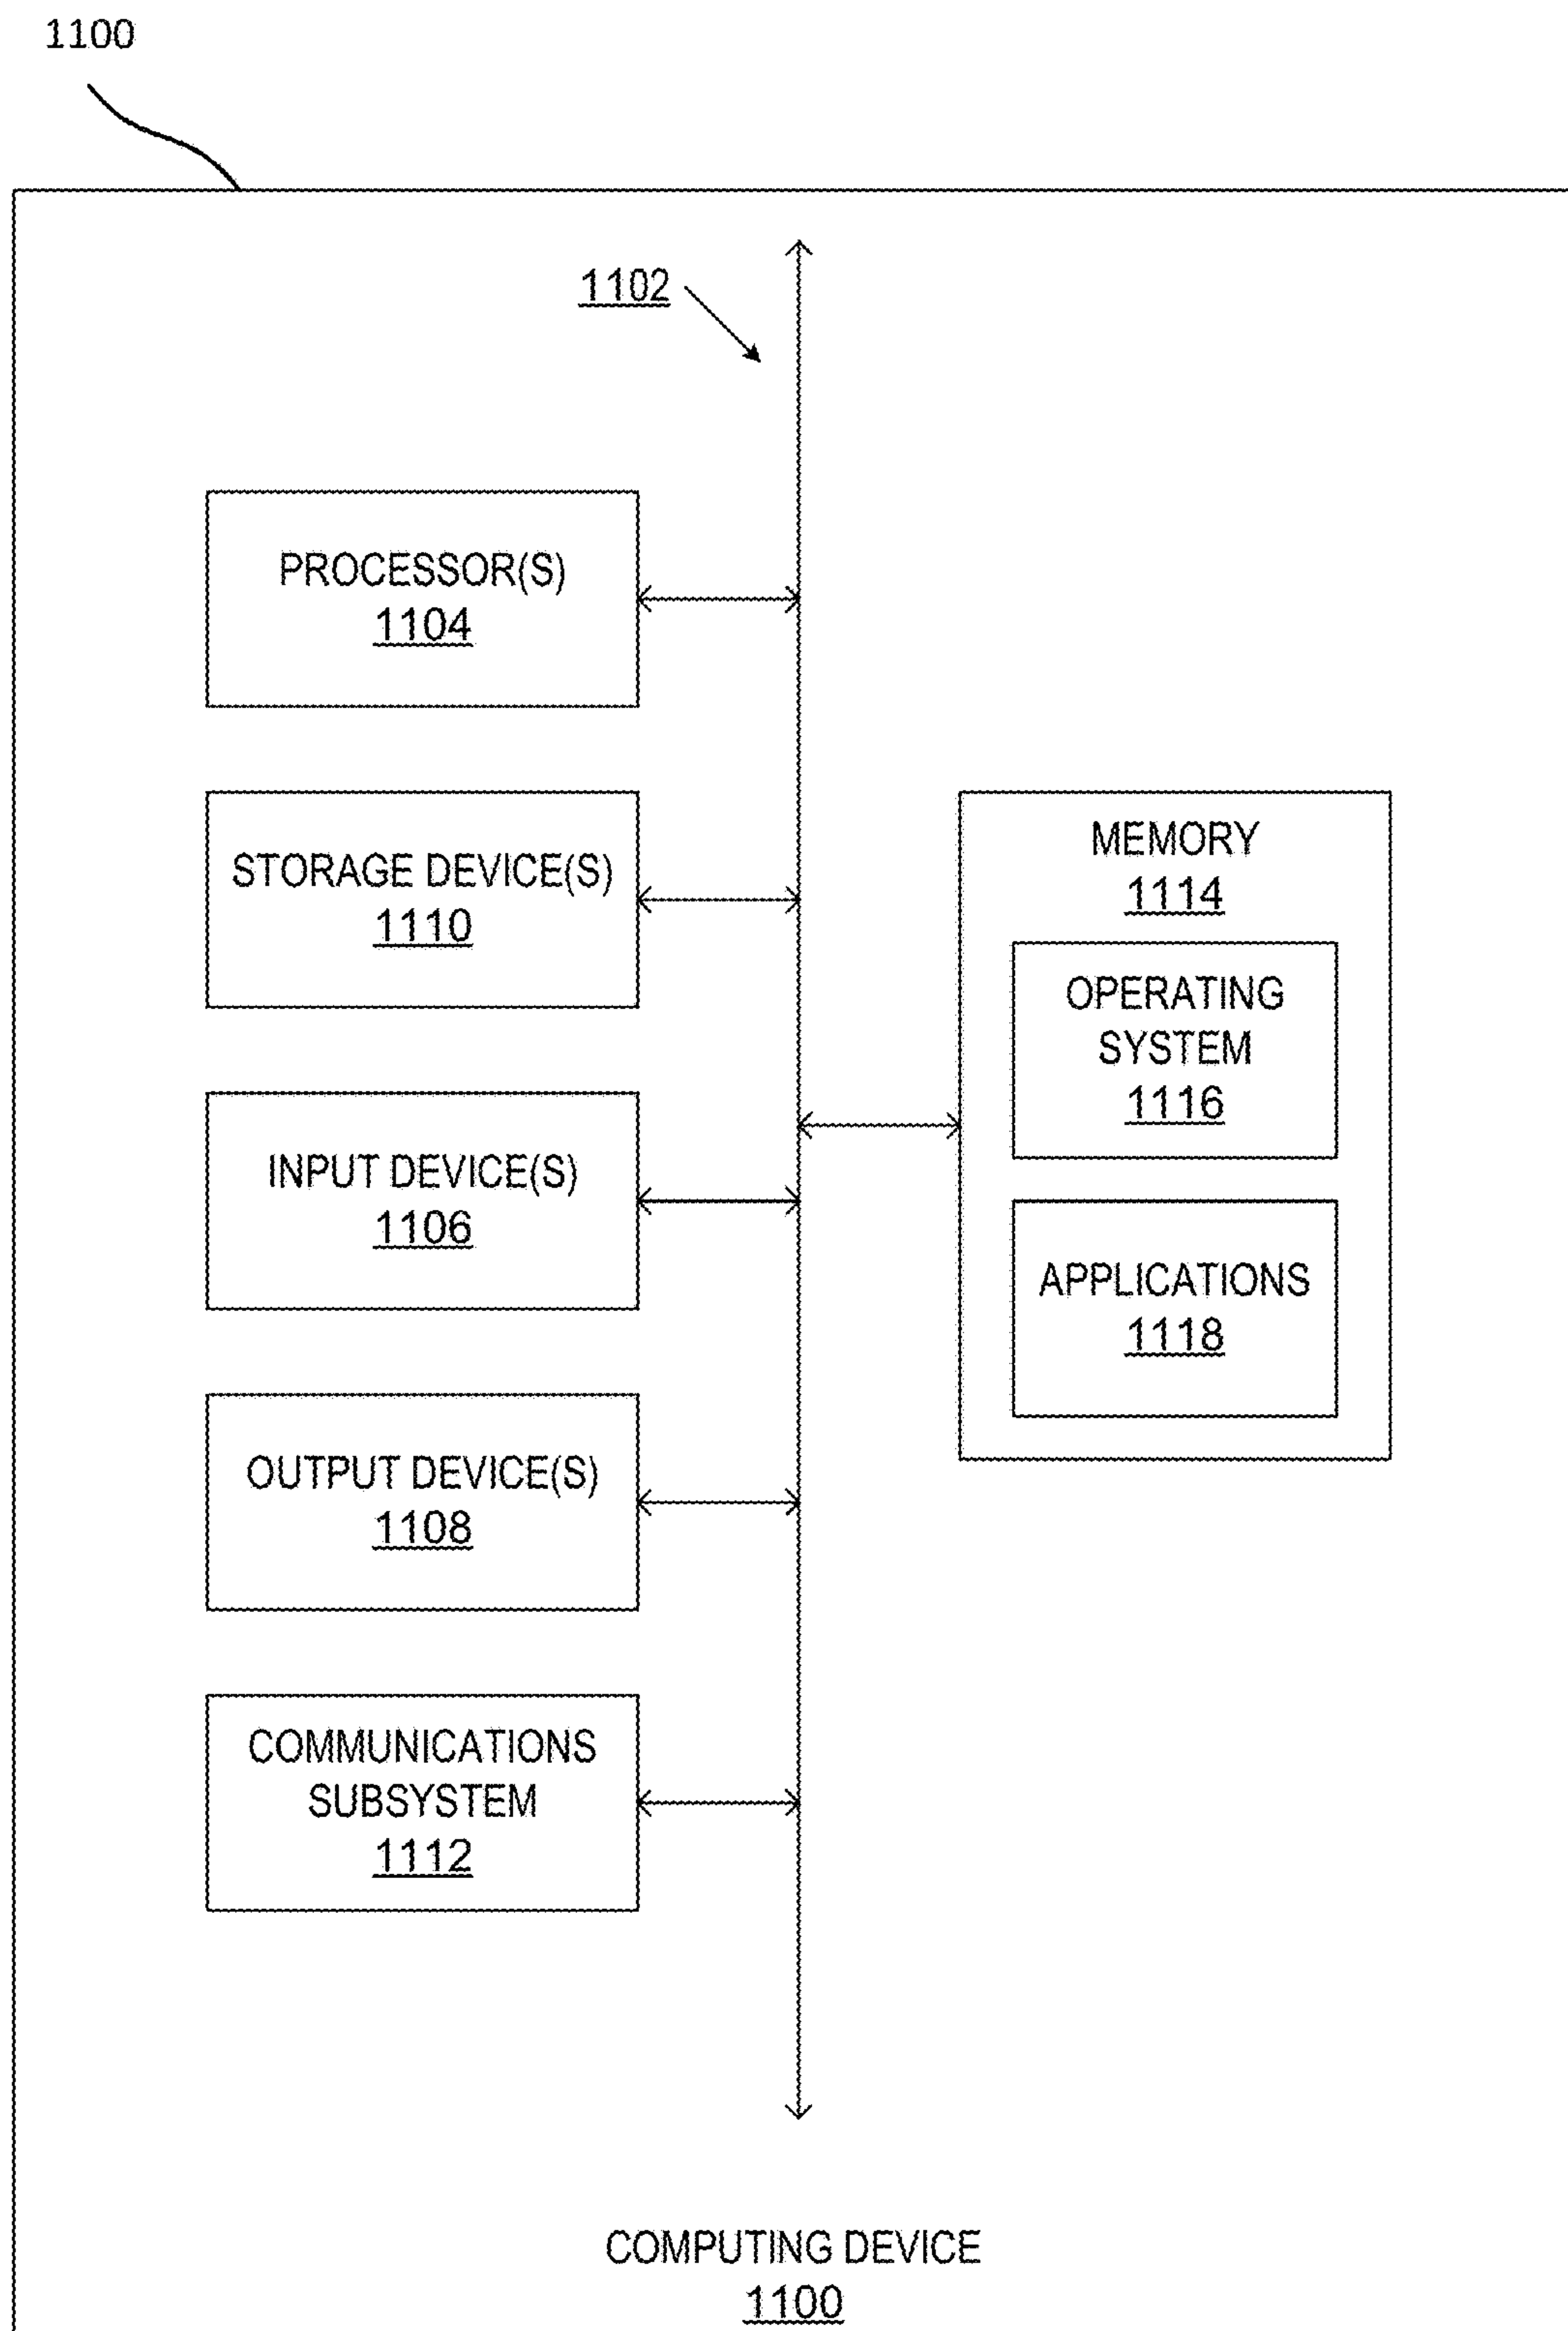 1100
1102
PROCESSOR(S)
1104
STORAGE DEVICE(S)
1110
INPUT DEVICE(S)
1106
OUTPUT DEVICE(S)
1108
COMMUNICATIONS
SUBSYSTEM
1112
MEMORY
1114
OPERATING
SYSTEM
1116
APPLICATIONS
1118
COMPUTING DEVICE
1100